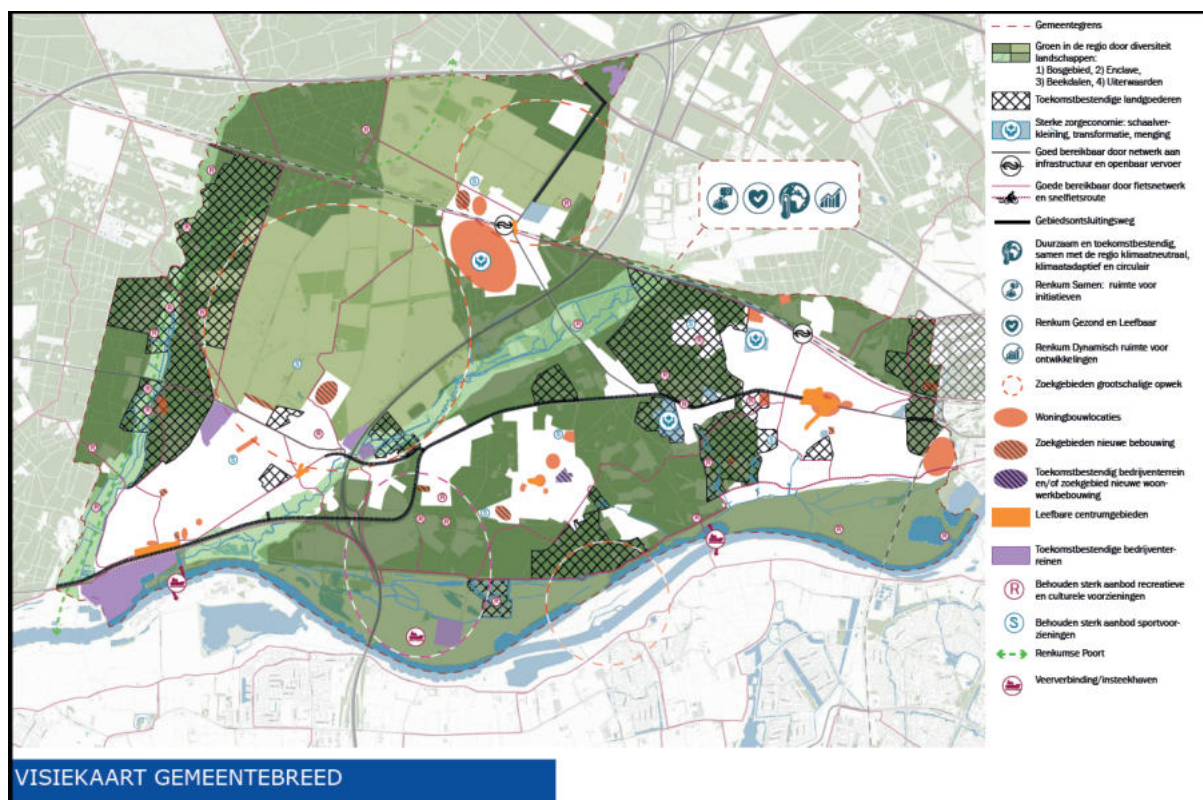 Gemeentegrens
Groen in de regio door diversiteit
landschappen:
1) Bosgebied, 2) Enclave,
3) Beekdalen, 4) Uiterwaarden
Toekomstbestendige landgoederen
Sterke zorgeconomie: schaalver-
kleining, transformatie, menging
Goed bereikbaar door netwerk aan
infrastructuur en openbaar vervoer
Goede bereikbaar door fietsnetwerk
en snelfietsroute
Gebiedsontsluitingsweg
Duurzaam en toekomstbestendig,
samen met de regio klimaatneutraal,
klimaatadaptief en circulair
Renkum Samen: ruimte voor
initiatieven
Renkum Gezond en Leefbaar
Renkum Dynamisch ruimte voor
ontwikkelingen
Zoekgebieden grootschalige opwek
Woningbouwlocaties
Zoekgebieden nieuwe bebouwing
Toekomstbestendig bedrijventerrein
en/of zoekgebied nieuwe woon-
werkbebouwing
Leefbare centrumgebieden
Toekomstbestendige bedrijventer-
reinen
R
Behouden sterk aanbod recreatieve
en culturele voorzieningen
S
Behouden sterk aanbod sportvoor-
zieningen
Renkumse Poort
Veerverbinding/insteekhaven
VISIEKAART GEMEENTEBREED